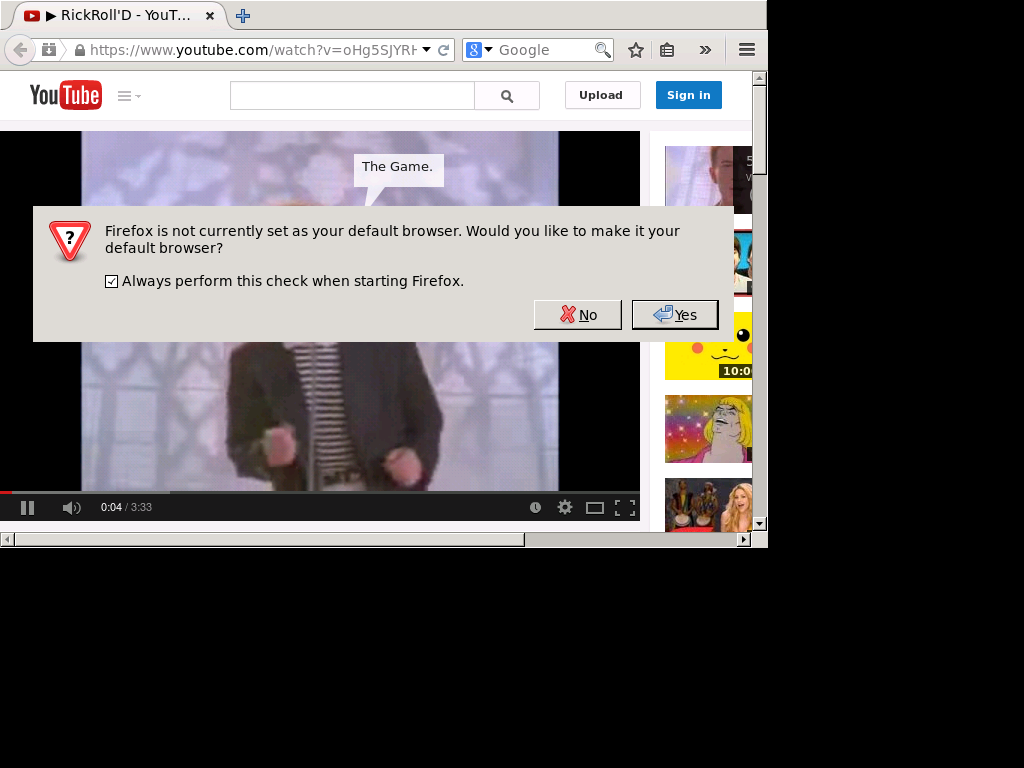 ▶ RickRoll'D - YouT...
https://www.youtube.com/watch?v=oHg5SJYRH
Google
YouTube
Upload
Sign in
The Game.
Firefox is not currently set as your default browser. Would you like to make it your
default browser?
Always perform this check when starting Firefox.
No
Yes
10:0
0:04 / 3:33